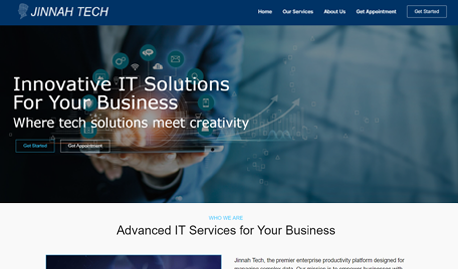 JINNAH TECH
Home Our Services About Us Get Appointment Get Started
Innovative IT Solutions
For Your Business
Where tech solutions meet creativity
Get Started Get Appointment
WHO WE ARE
Advanced IT Services for Your Business
Jinnah Tech, the premier enterprise productivity platform designed for
managing complex data. Our mission is to empower businesses with